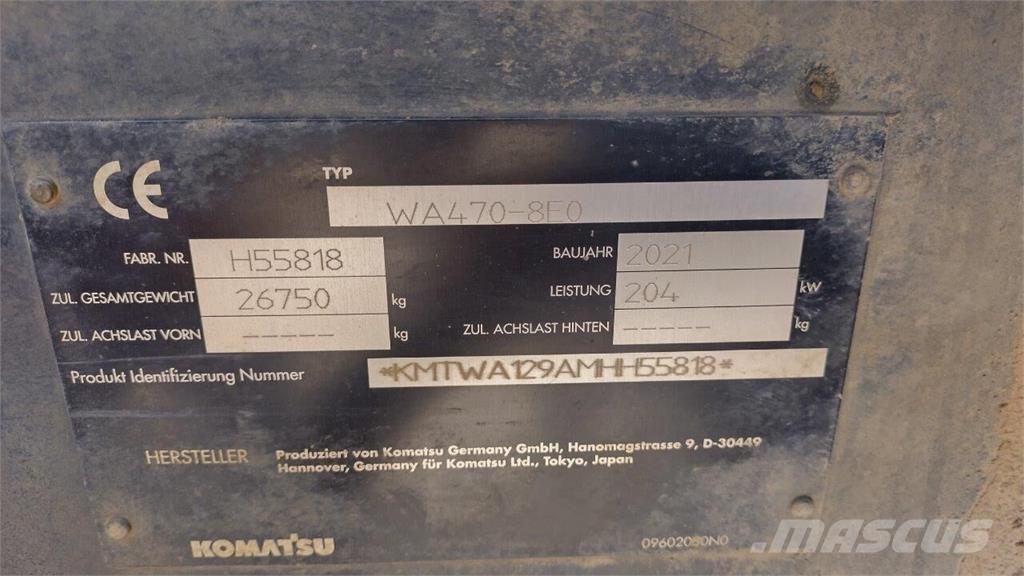 CE
TYP
WA470-8E0
FABR. NR. H55818
BAUJAHR 2021
ZUL. GESAMTGEWICHT 26750 kg
LEISTUNG 204 kW
ZUL. ACHSLAST VORN ----- kg
ZUL. ACHSLAST HINTEN ----- kg
Produkt Identifizierung Nummer *KMTWA129AMHH55818*
HERSTELLER
Produziert von Komatsu Germany GmbH, Hanomagstrasse 9, D-30449
Hannover, Germany für Komatsu Ltd., Tokyo, Japan
KOMATSU
09602080N0
MASCUS